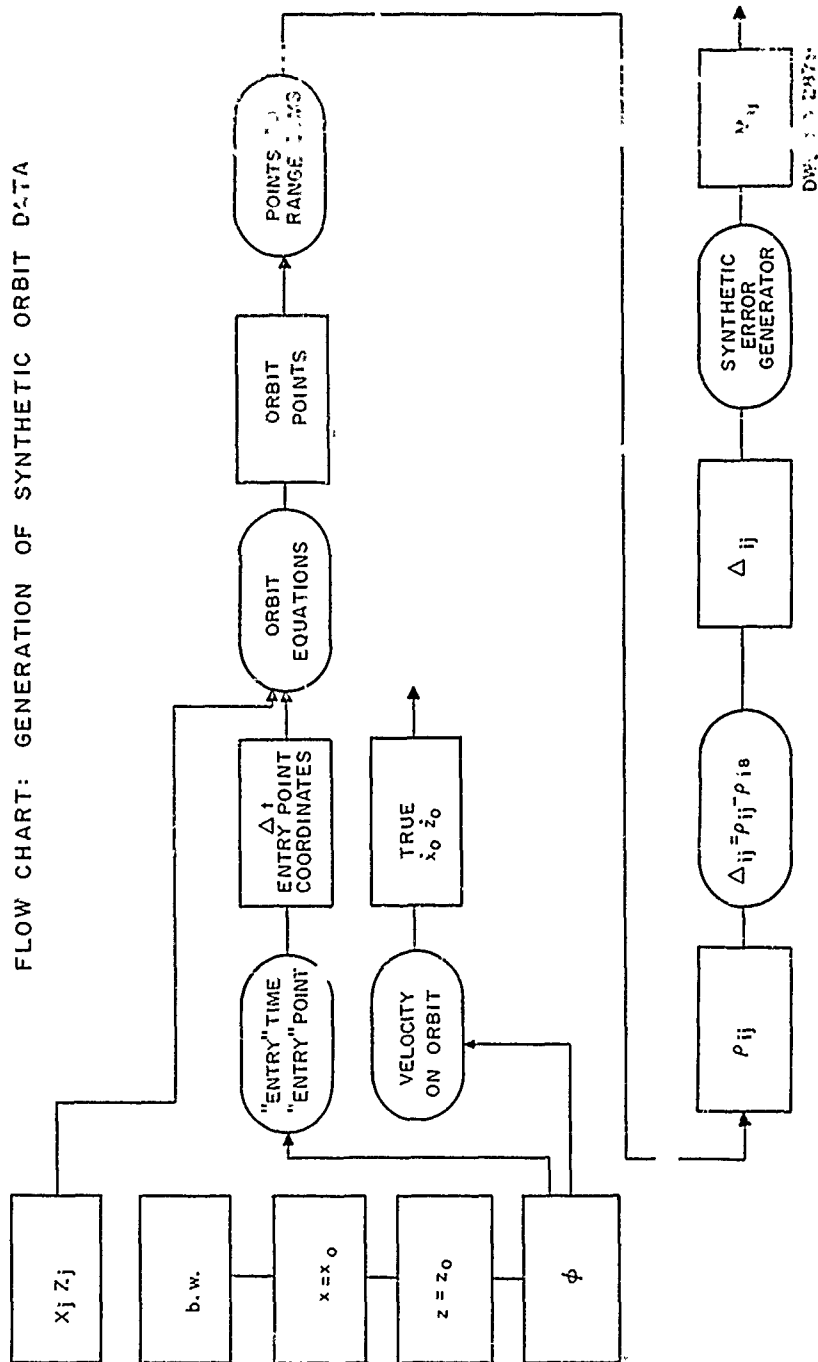 FLOW CHART: GENERATION OF SYNTHETIC ORBIT DATA
Xj Zj
b.w.
x = x₀
z = z₀
ϕ
"ENTRY" TIME
"ENTRY" POINT
VELOCITY
ON ORBIT
Δt
ENTRY POINT
COORDINATES
TRUE
ẋ₀ ż₀
ORBIT
EQUATIONS
ORBIT
POINTS
POINTS
RANGE
ρij
Δij = ρij - ρi8
Δij
SYNTHETIC
ERROR
GENERATOR